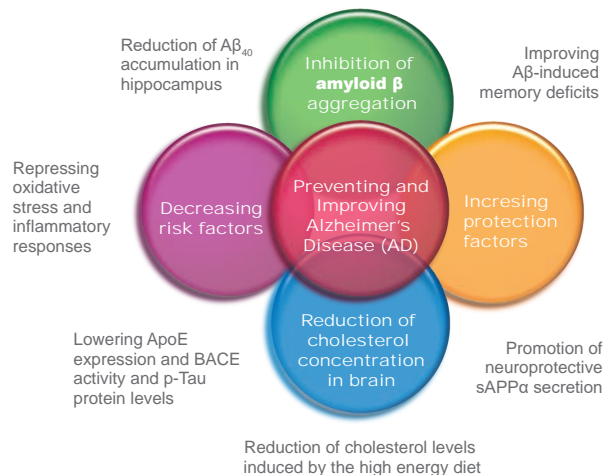 Reduction of Aβ₄₀
accumulation in
hippocampus
Inhibition of
amyloid β
aggregation
Improving
Aβ-induced
memory deficits
Repressing
oxidative
stress and
inflammatory
responses
Decreasing
risk factors
Preventing and
Improving
Alzheimer's
Disease (AD)
Incresing
protection
factors
Lowering ApoE
expression and BACE
activity and p-Tau
protein levels
Reduction of
cholesterol
concentration
in brain
Promotion of
neuroprotective
sAPPα secretion
Reduction of cholesterol levels
induced by the high energy diet